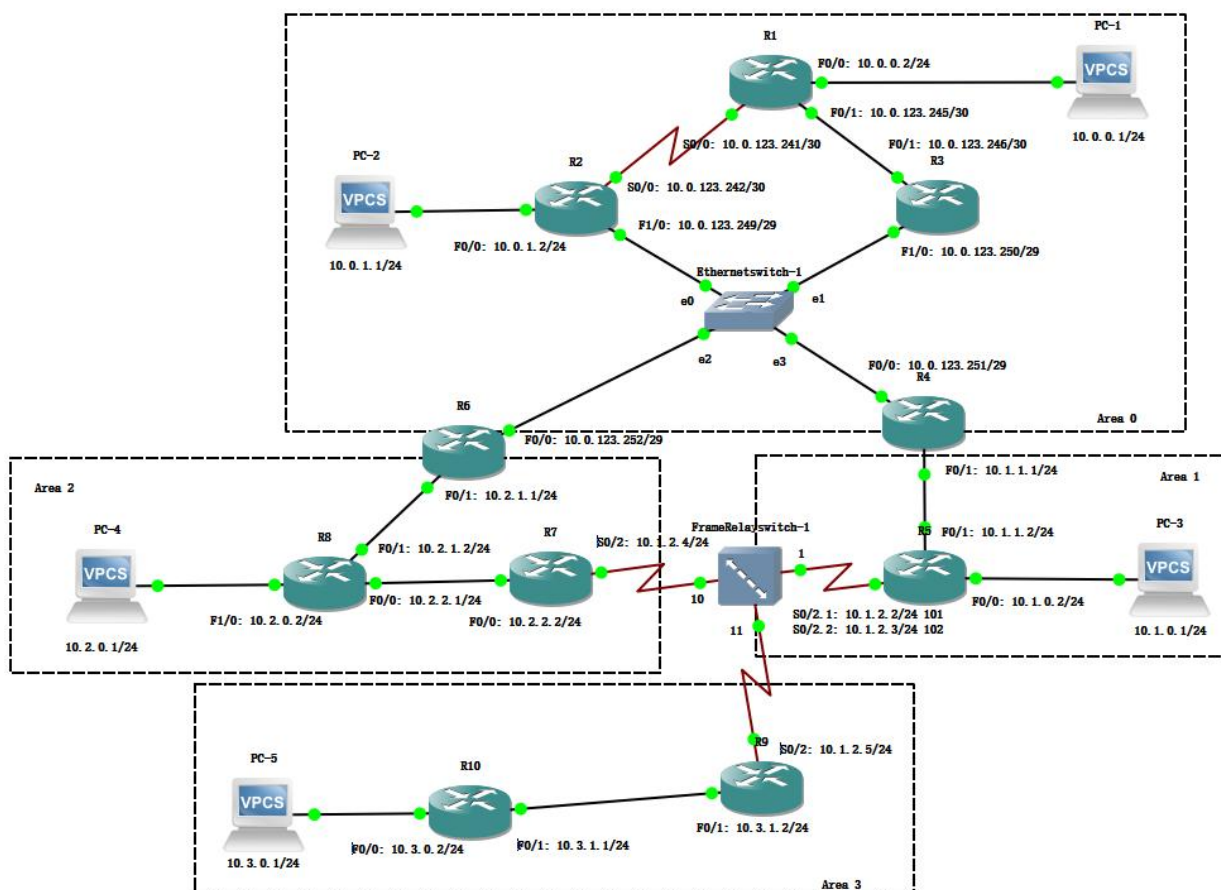 R1
PC-1
F0/0: 10.0.0.2/24
VPCS
F0/1: 10.0.123.245/30
10.0.0.1/24
S0/0: 10.0.123.241/30
F0/1: 10.0.123.246/30
R3
PC-2
R2
VPCS
S0/0: 10.0.123.242/30
F1/0: 10.0.123.249/29
F0/0: 10.0.1.2/24
F1/0: 10.0.123.250/29
10.0.1.1/24
Ethernetswitch-1
e0
e1
e2
e3
F0/0: 10.0.123.251/29
R4
R6
Area 0
F0/0: 10.0.123.252/29
F0/1: 10.1.1.1/24
Area 2
F0/1: 10.2.1.1/24
Area 1
PC-4
FrameRelayswitch-1
F0/1: 10.1.1.2/24
R5
PC-3
R8
R7
S0/2: 10.1.2.4/24
F0/1: 10.2.1.2/24
1
VPCS
VPCS
F0/0: 10.2.2.1/24
10
F0/0: 10.1.0.2/24
F1/0: 10.2.0.2/24
F0/0: 10.2.2.2/24
S0/2.1: 10.1.2.2/24 101
S0/2.2: 10.1.2.3/24 102
11
10.1.0.1/24
10.2.0.1/24
R9
S0/2: 10.1.2.5/24
PC-5
R10
VPCS
F0/1: 10.3.1.2/24
F0/0: 10.3.0.2/24
F0/1: 10.3.1.1/24
10.3.0.1/24
Area 3